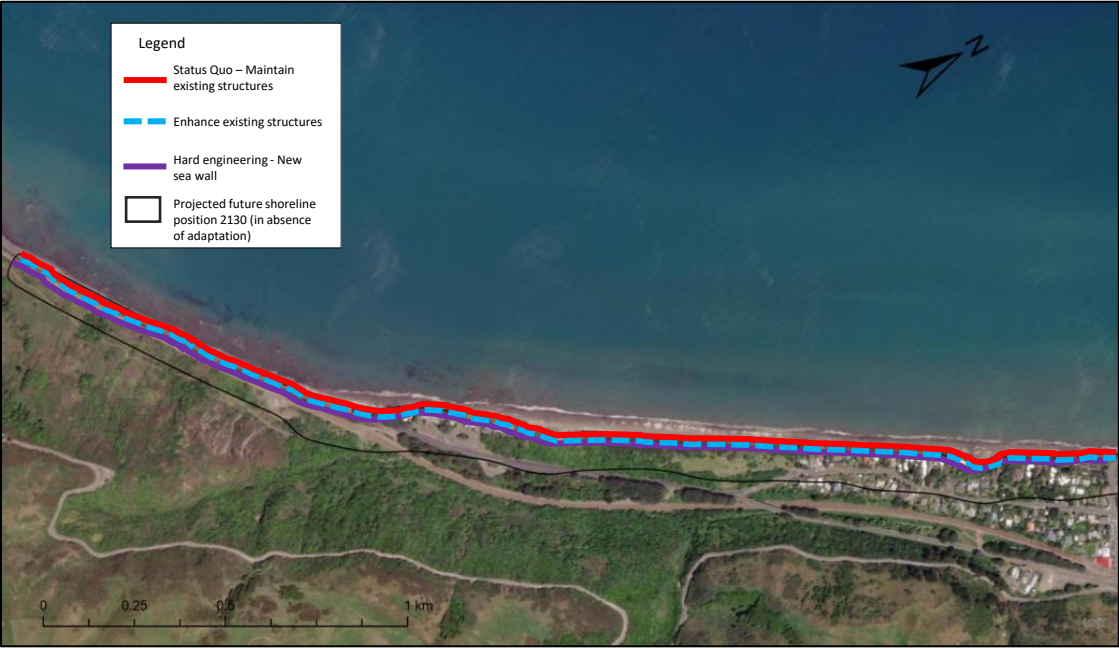 Legend
Status Quo – Maintain
existing structures
Enhance existing structures
Hard engineering - New
sea wall
Projected future shoreline
position 2130 (in absence
of adaptation)
N
0 0.25 0.5 1 km